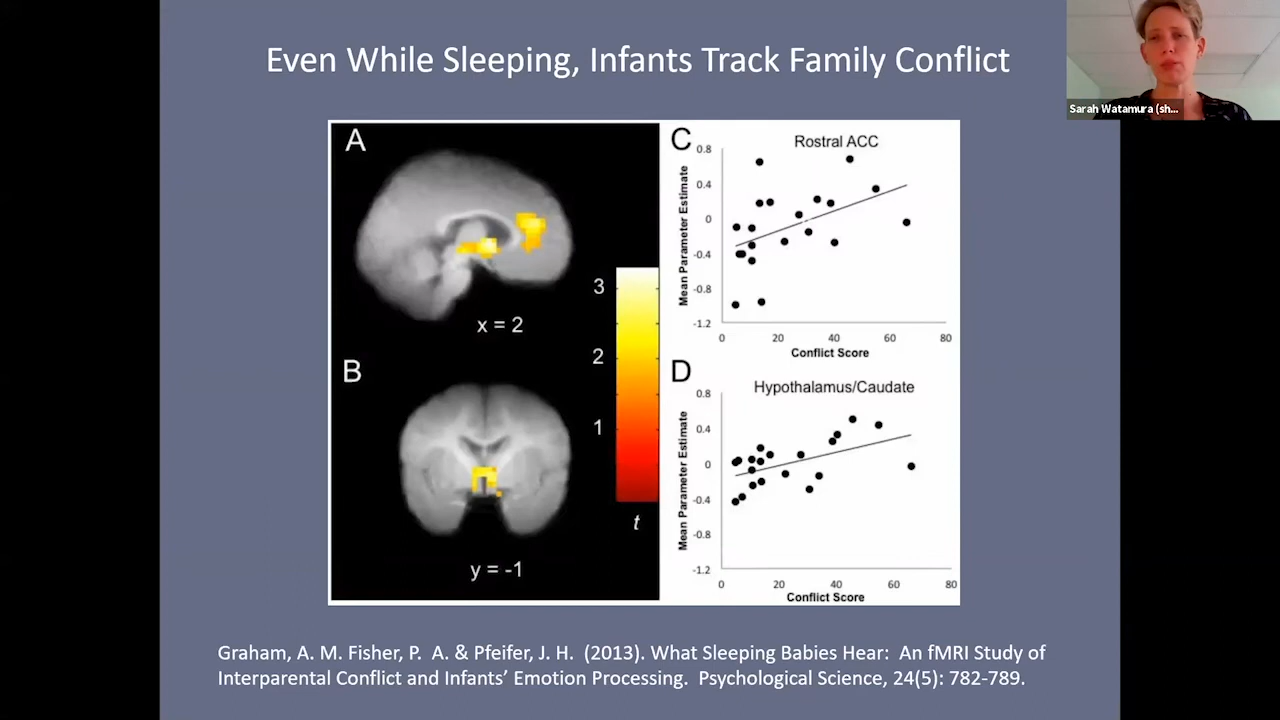 Even While Sleeping, Infants Track Family Conflict
Sarah Watamura (sh...
A
x = 2
B
y = -1
3
2
1
t
C
Rostral ACC
Mean Parameter Estimate
0.8
0.4
0
-0.4
-0.8
-1.2
0 20 40 60 80
Conflict Score
D
Hypothalamus/Caudate
Mean Parameter Estimate
0.8
0.4
0
-0.4
-0.8
-1.2
0 20 40 60 80
Conflict Score
Graham, A. M. Fisher, P. A. & Pfeifer, J. H. (2013). What Sleeping Babies Hear: An fMRI Study of
Interparental Conflict and Infants’ Emotion Processing. Psychological Science, 24(5): 782-789.